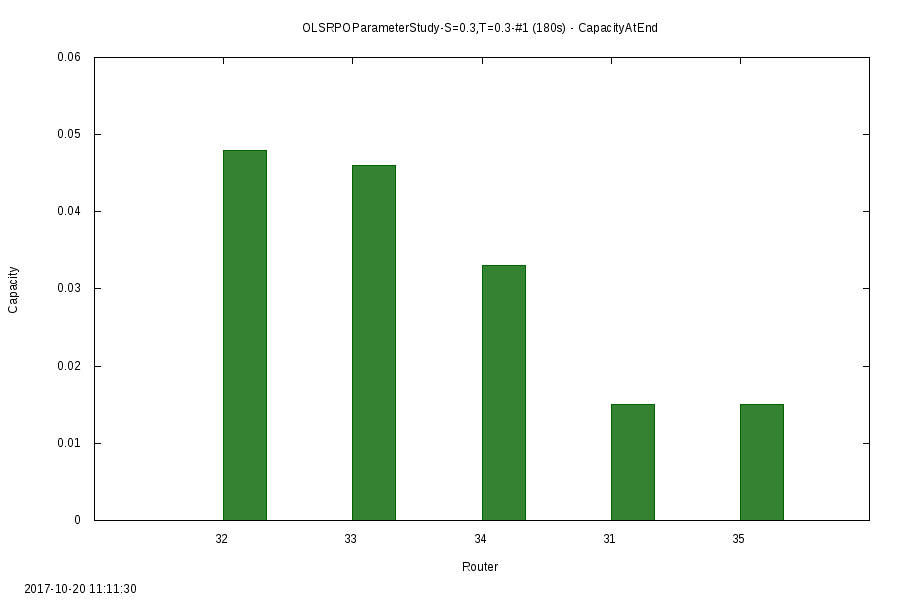 OLSRPOParameterStudy-S=0.3,T=0.3-#1 (180s) - CapacityAtEnd
0.06
0.05
0.04
0.03
0.02
0.01
0
Capacity
32 33 34 31 35
Router
2017-10-20 11:11:30